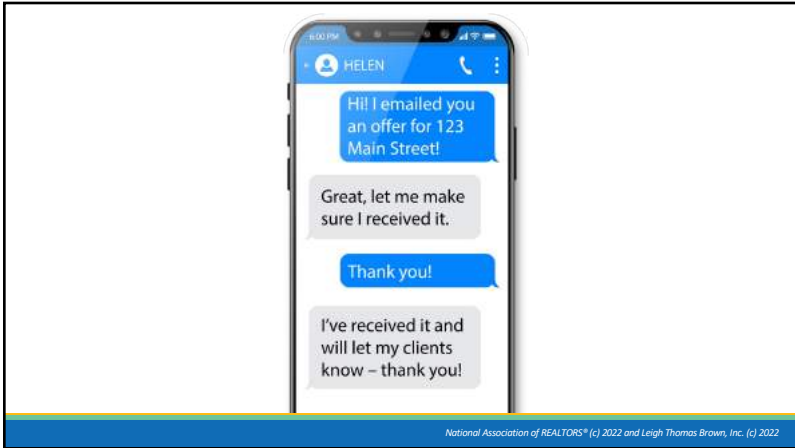 6:00 PM
HELEN
Hi! I emailed you
an offer for 123
Main Street!
Great, let me make
sure I received it.
Thank you!
I've received it and
will let my clients
know – thank you!
National Association of REALTORS® (c) 2022 and Leigh Thomas Brown, Inc. (c) 2022